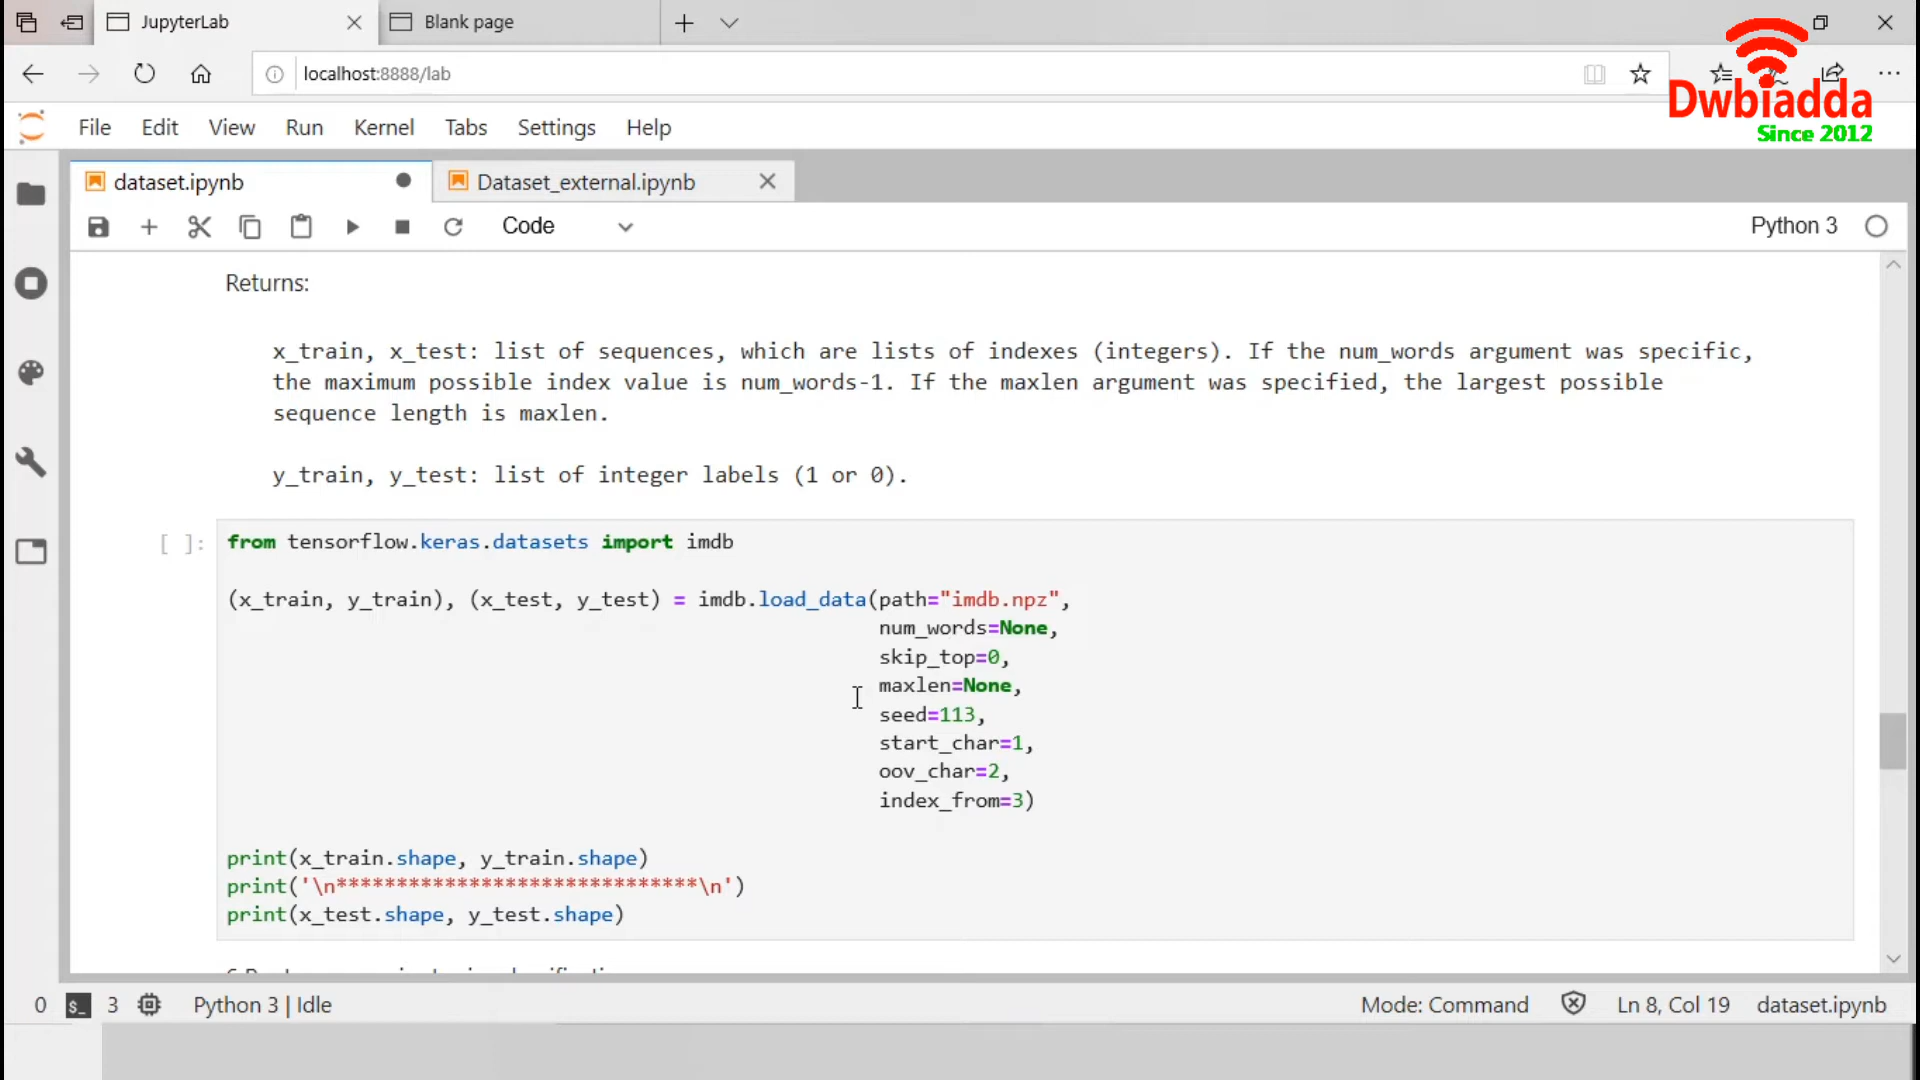 JupyterLab
Blank page
localhost:8888/lab
Dwbiadda
Since 2012
File Edit View Run Kernel Tabs Settings Help
dataset.ipynb
Dataset_external.ipynb
Code
Python 3
Returns:
x_train, x_test: list of sequences, which are lists of indexes (integers). If the num_words argument was specific,
the maximum possible index value is num_words-1. If the maxlen argument was specified, the largest possible
sequence length is maxlen.
y_train, y_test: list of integer labels (1 or 0).
[ ]: from tensorflow.keras.datasets import imdb
(x_train, y_train), (x_test, y_test) = imdb.load_data(path="imdb.npz",
num_words=None,
skip_top=0,
maxlen=None,
seed=113,
start_char=1,
oov_char=2,
index_from=3)
print(x_train.shape, y_train.shape)
print('\n******************************\n')
print(x_test.shape, y_test.shape)
0 $_ 3 Python 3 | Idle
Mode: Command Ln 8, Col 19 dataset.ipynb